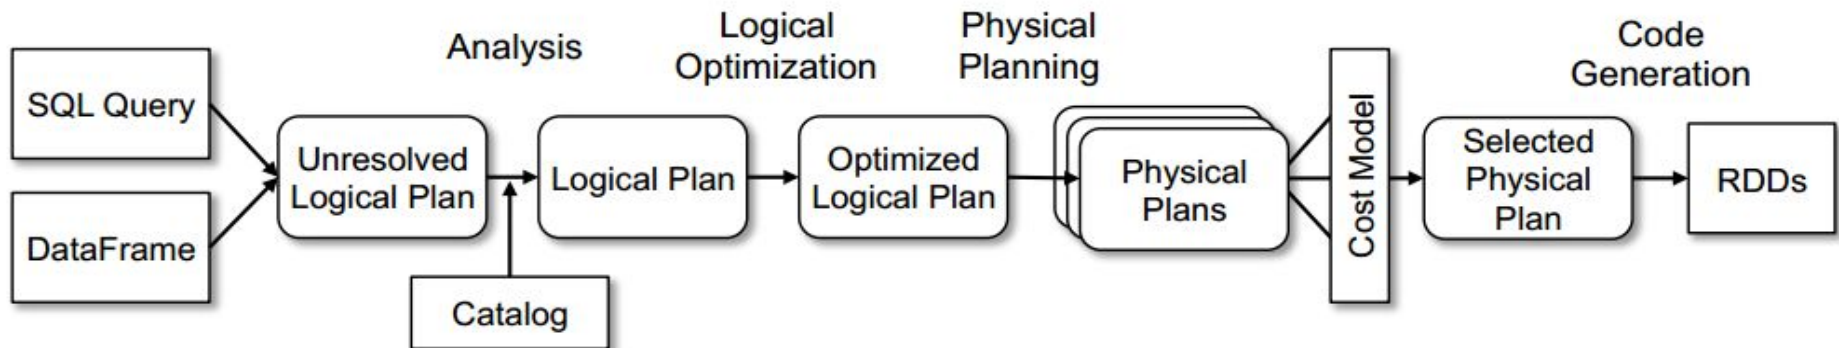 Analysis
Logical
Optimization
Physical
Planning
Code
Generation
SQL Query
DataFrame
Unresolved
Logical Plan
Catalog
Logical Plan
Optimized
Logical Plan
Physical
Plans
Cost Model
Selected
Physical
Plan
RDDs